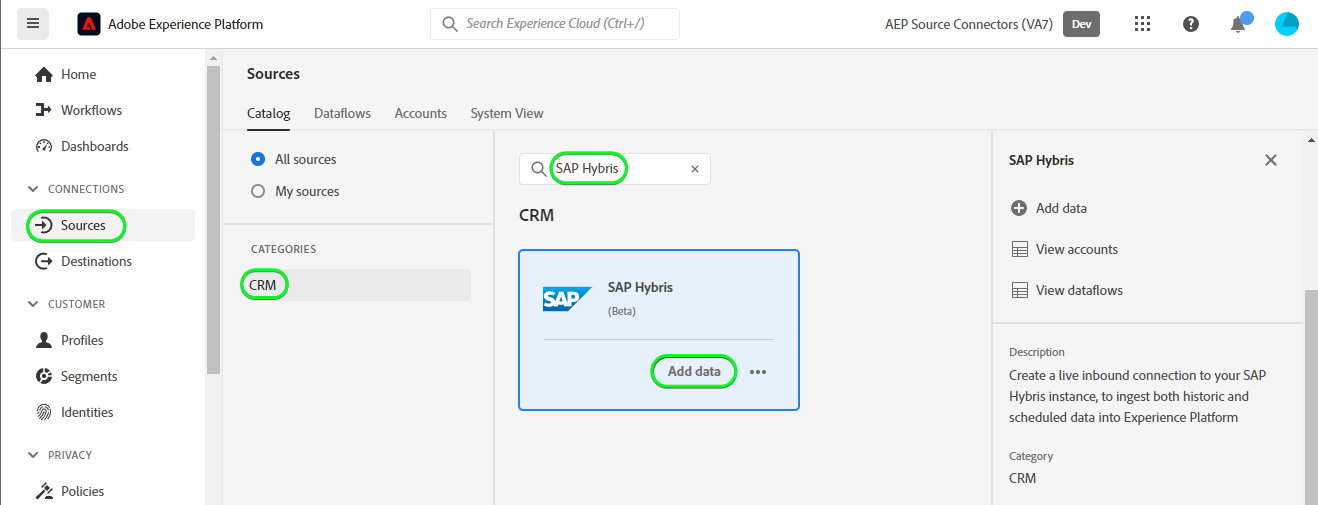 Adobe Experience Platform
Search Experience Cloud (Ctrl+/)
AEP Source Connectors (VA7)
Dev
Home
Workflows
Dashboards
CONNECTIONS
Sources
Destinations
CUSTOMER
Profiles
Segments
Identities
PRIVACY
Policies
Sources
Catalog
Dataflows
Accounts
System View
All sources
My sources
CATEGORIES
CRM
SAP Hybris
CRM
SAP
SAP Hybris
(Beta)
Add data
SAP Hybris
Add data
View accounts
View dataflows
Description
Create a live inbound connection to your SAP
Hybris instance, to ingest both historic and
scheduled data into Experience Platform
Category
CRM